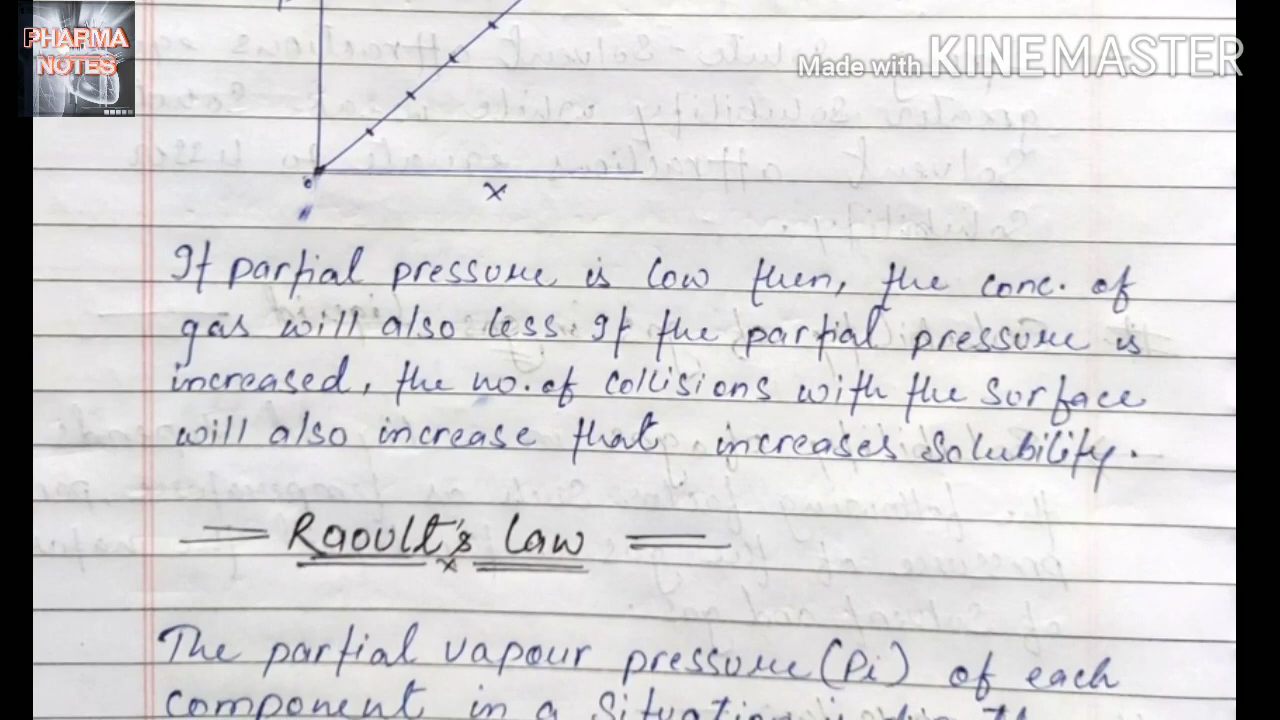 PHARMA
NOTES
Made with KINEMASTER
x
If partial pressure is low then, the conc. of
gas will also less If the partial pressure is
increased, the no. of collisions with the surface
will also increase that increases solubility.
Raoult's Law
The partial vapour pressure (Pi) of each
component in a